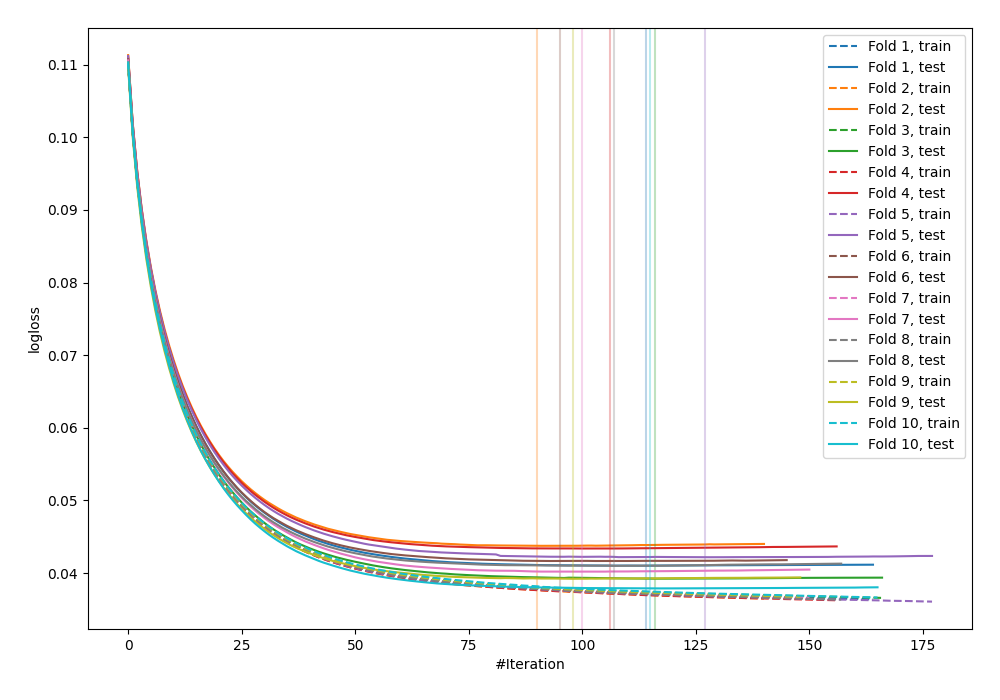 0.11
0.10
0.09
0.08
0.07
0.06
0.05
0.04
logloss
0
25
50
75
100
125
150
175
#Iteration
Fold 1, train
Fold 1, test
Fold 2, train
Fold 2, test
Fold 3, train
Fold 3, test
Fold 4, train
Fold 4, test
Fold 5, train
Fold 5, test
Fold 6, train
Fold 6, test
Fold 7, train
Fold 7, test
Fold 8, train
Fold 8, test
Fold 9, train
Fold 9, test
Fold 10, train
Fold 10, test